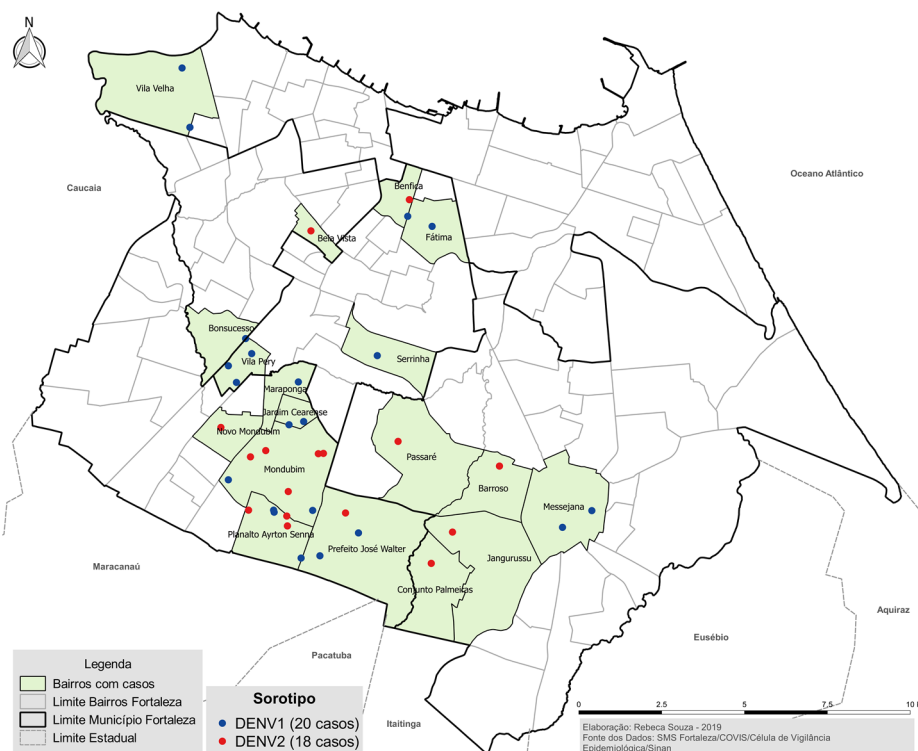 N
Vila Velha
Caucaia
Oceano Atlântico
Benfica
Bela Vista
Fátima
Bonsucesso
Vila Pery
Serrinha
Maraponga
Jardim Cearense
Novo Mondubim
Passaré
Mondubim
Barroso
Messejana
Planalto Ayrton Senna
Prefeito José Walter
Jangurussu
Maracanaú
Conjunto Palmeiras
Aquiraz
Eusébio
Pacatuba
Itaitinga
Legenda
Bairros com casos
Limite Bairros Fortaleza
Limite Município Fortaleza
Limite Estadual
Sorotipo
DENV1 (20 casos)
DENV2 (18 casos)
0 2.5 5 7.5 10
Elaboração: Rebeca Souza - 2019
Fonte dos Dados: SMS Fortaleza/COVIS/Célula de Vigilância
Epidemiológica/Sinan